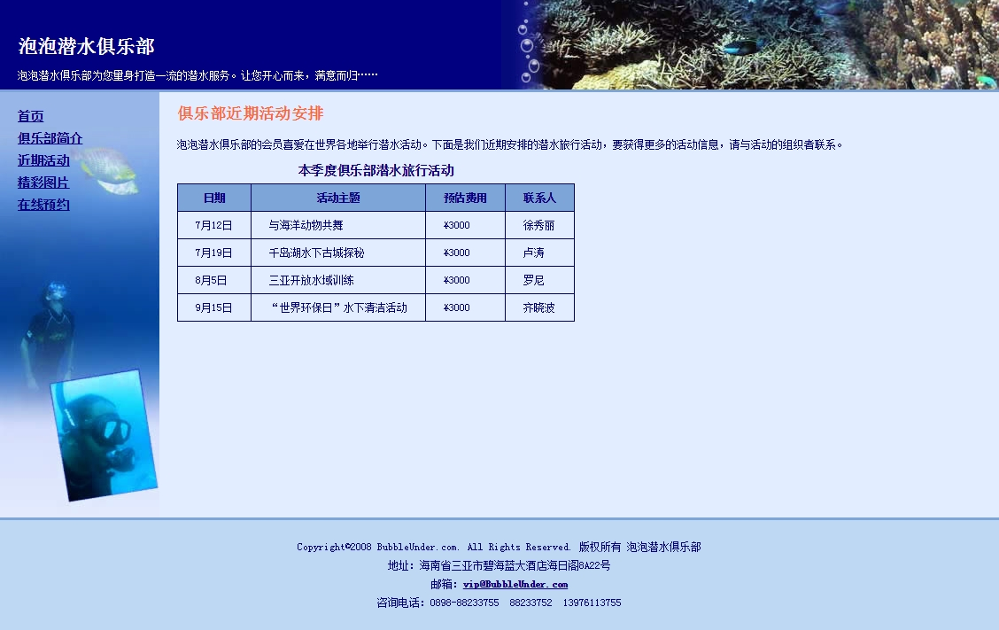 泡泡潜水俱乐部
泡泡潜水俱乐部为您量身打造一流的潜水服务。让您开心而来，满意而归……
首页
俱乐部简介
近期活动
精彩图片
在线预约
俱乐部近期活动安排
泡泡潜水俱乐部的会员喜爱在世界各地举行潜水活动。下面是我们近期安排的潜水旅行活动，要获得更多的活动信息，请与活动的组织者联系。
本季度俱乐部潜水旅行活动
日期 活动主题 预估费用 联系人
7月12日 与海洋动物共舞 ¥3000 徐秀丽
7月19日 千岛湖水下古城探秘 ¥3000 卢涛
8月5日 三亚开放水域训练 ¥3000 罗尼
9月15日 “世界环保日”水下清洁活动 ¥3000 齐晓波
Copyright©2008 BubbleUnder.com. All Rights Reserved. 版权所有 泡泡潜水俱乐部
地址：海南省三亚市碧海蓝大酒店海日阁8A22号
邮箱：vip@BubbleUnder.com
咨询电话：0898-88233755 88233752 13976113755